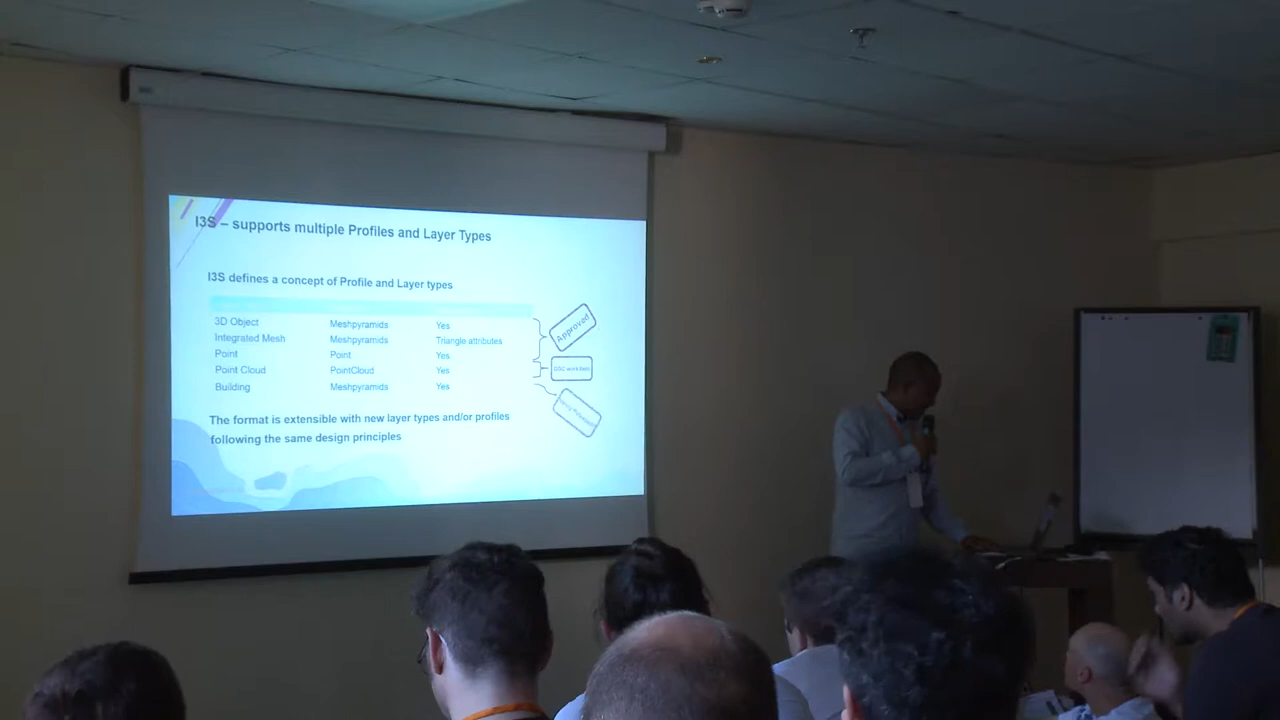 I3S – supports multiple Profiles and Layer Types
I3S defines a concept of Profile and Layer types
3D Object Meshpyramids Yes
Integrated Mesh Meshpyramids Triangle attributes
Point Point Yes
Point Cloud PointCloud Yes
Building Meshpyramids Yes
Approved
The format is extensible with new layer types and/or profiles
following the same design principles